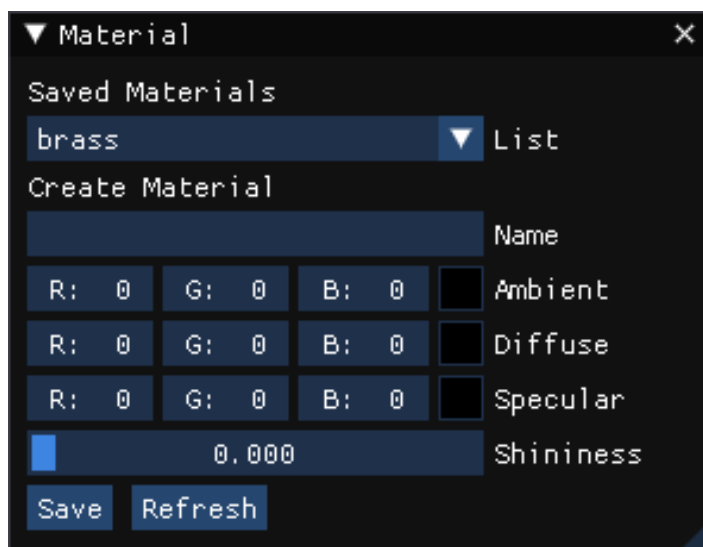 Material
Saved Materials
brass List
Create Material
Name
R: 0 G: 0 B: 0 Ambient
R: 0 G: 0 B: 0 Diffuse
R: 0 G: 0 B: 0 Specular
0.000 Shininess
Save Refresh